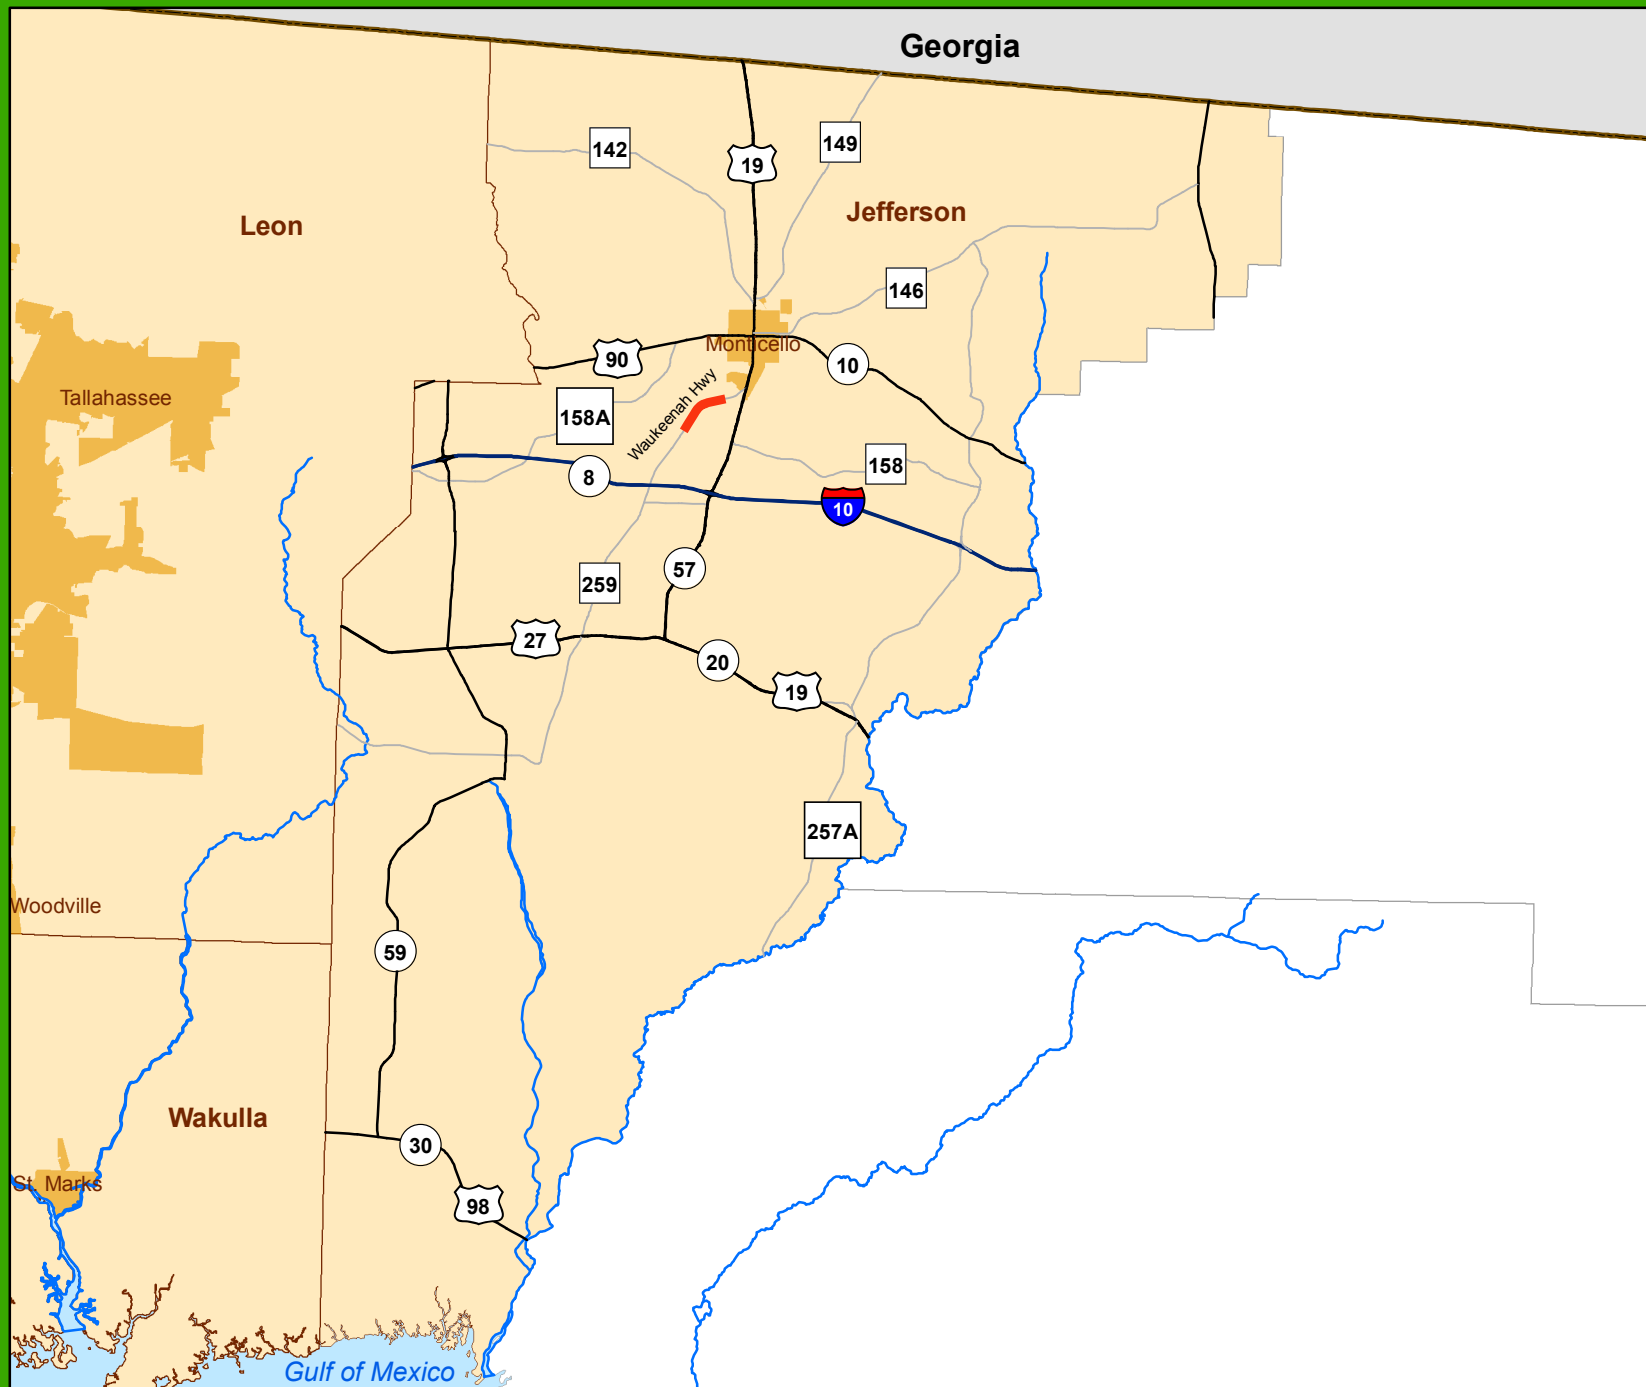 Georgia
142
19
149
Leon
Jefferson
146
Monticello
90
10
Tallahassee
Waukeenah Hwy
158A
158
8
10
57
259
27
20
19
257A
Woodville
59
Wakulla
30
St. Marks
98
Gulf of Mexico